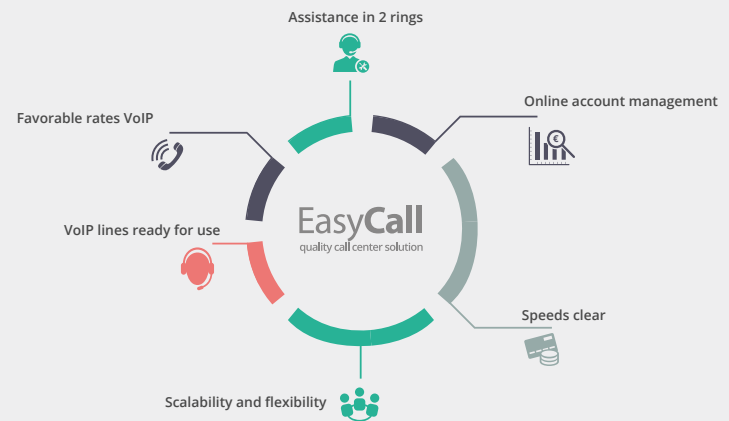 Assistance in 2 rings
Online account management
Favorable rates VoIP
€
EasyCall
quality call center solution
VoIP lines ready for use
Speeds clear
Scalability and flexibility